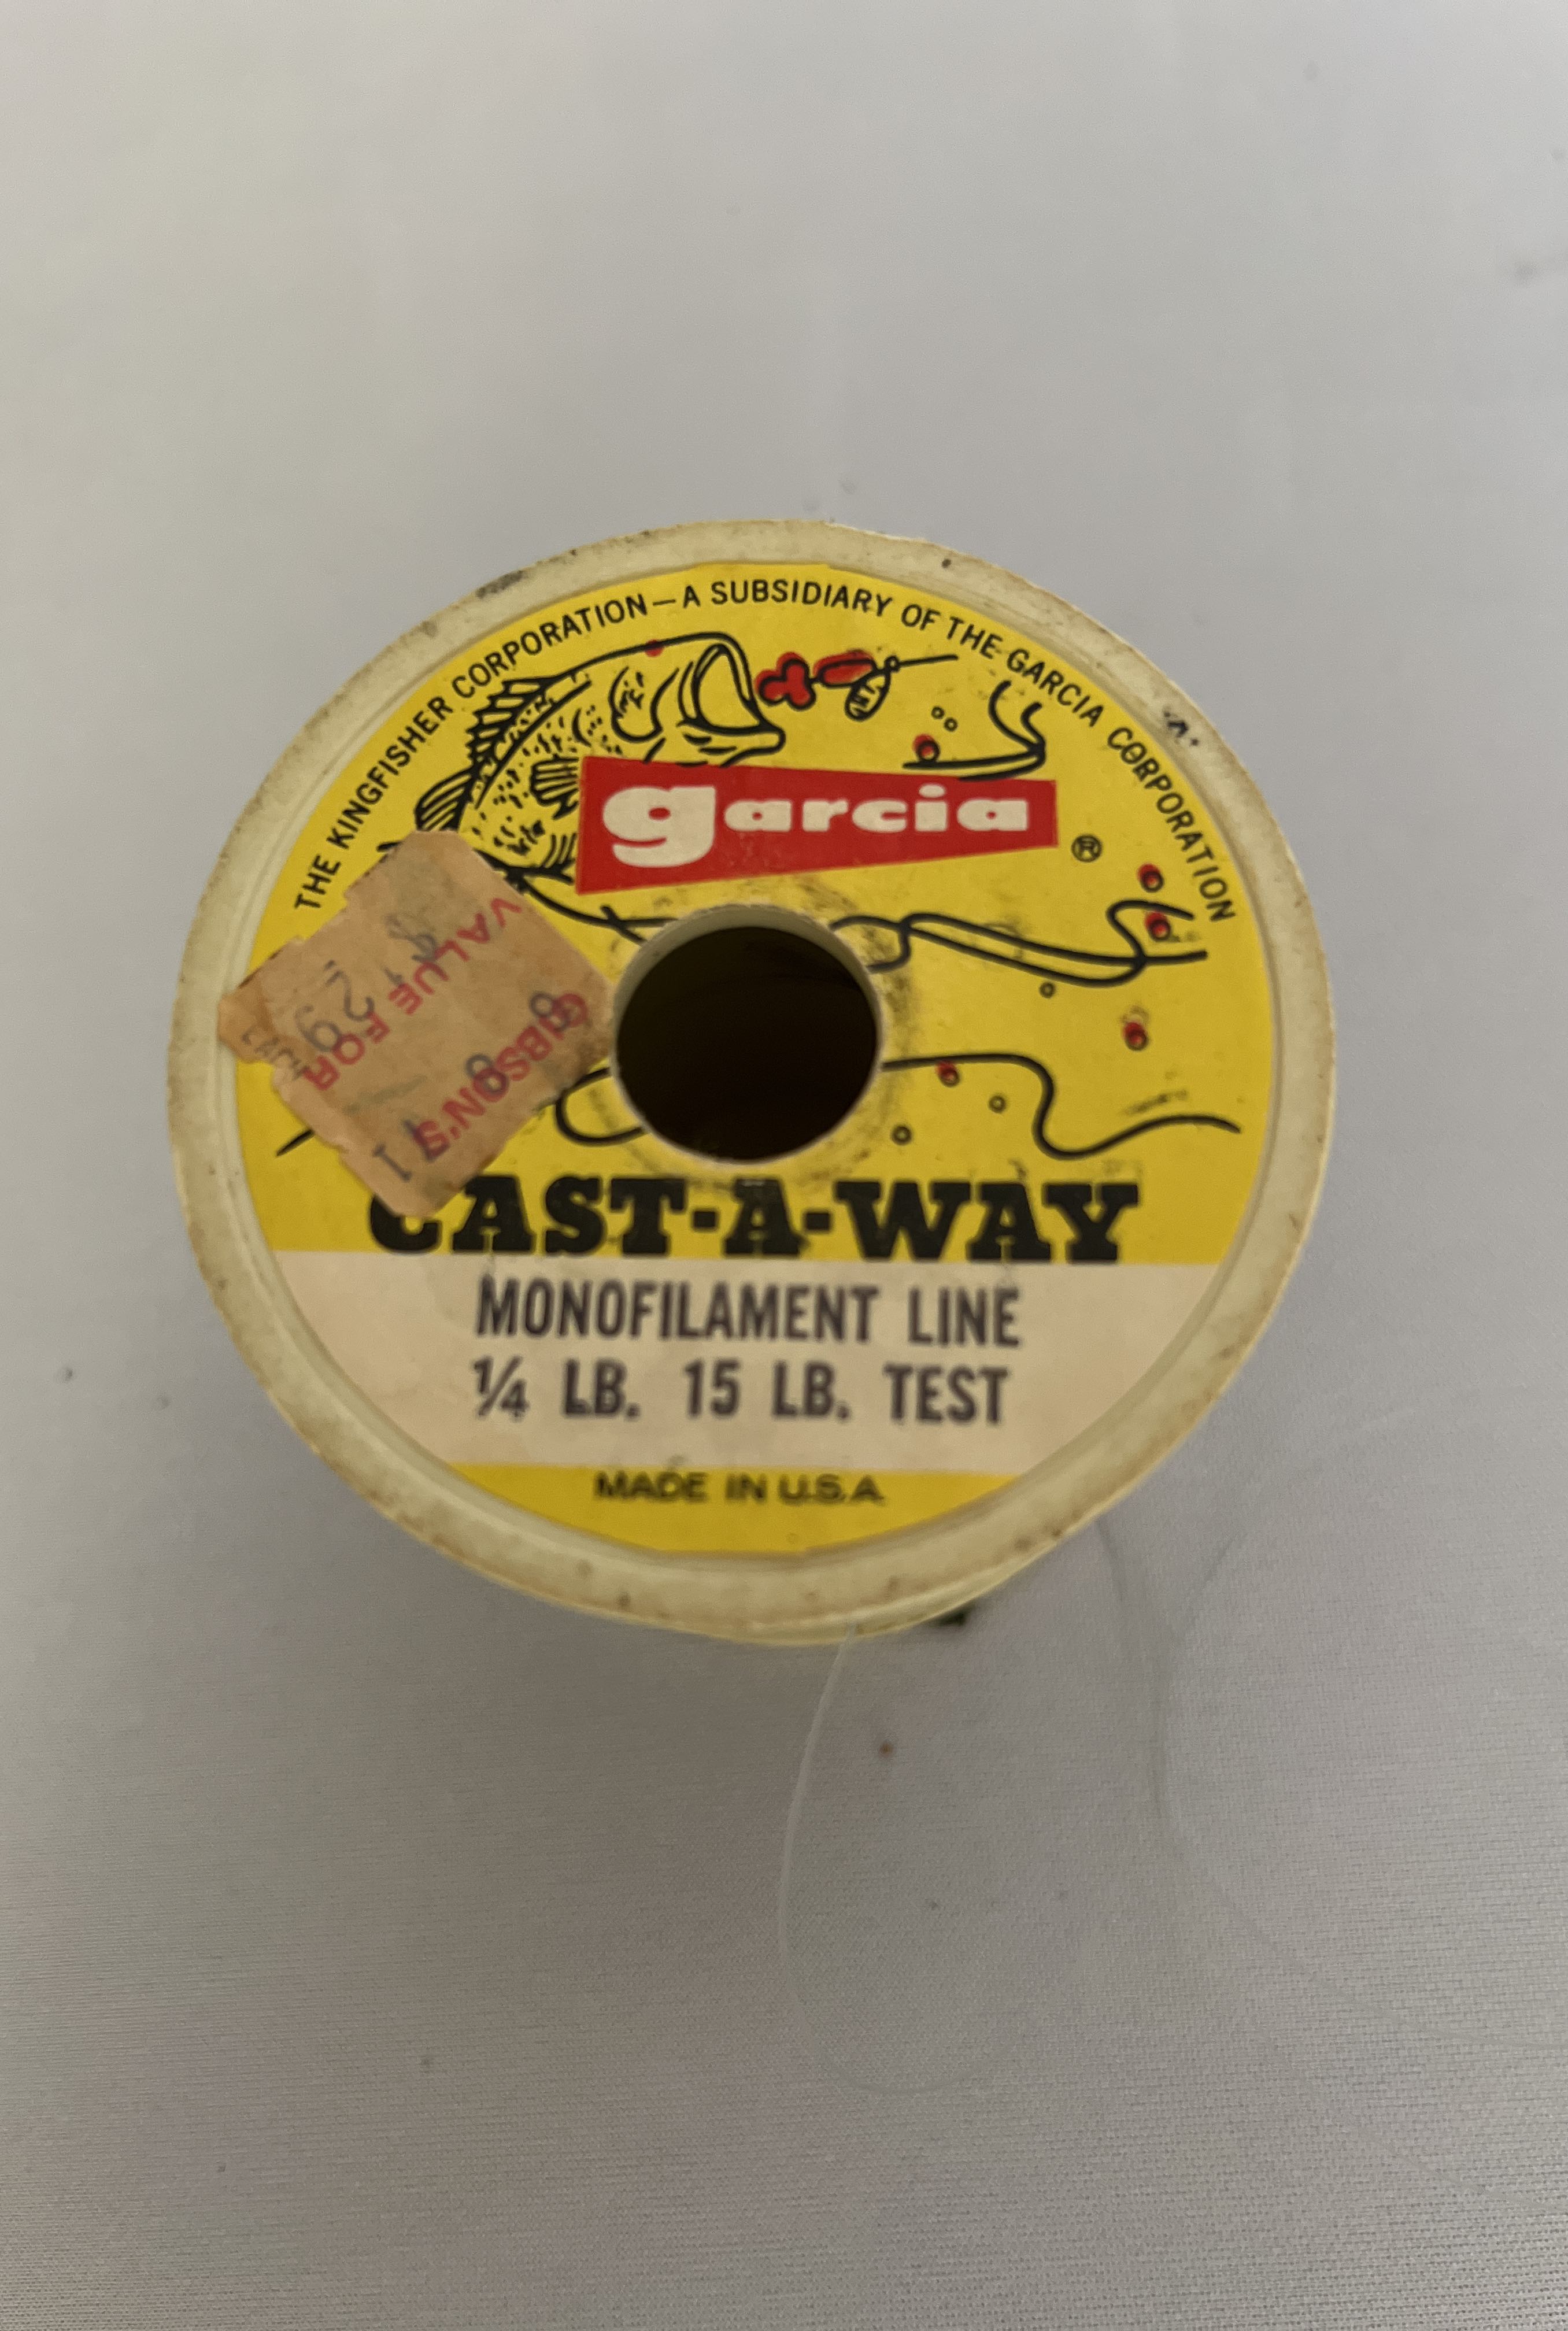 THE KINGFISHER CORPORATION—A SUBSIDIARY OF THE GARCIA CORPORATION
garcia
®
GIBSON'S
VALUE FOR
CAST-A-WAY
MONOFILAMENT LINE
¼ LB. 15 LB. TEST
MADE IN U.S.A.